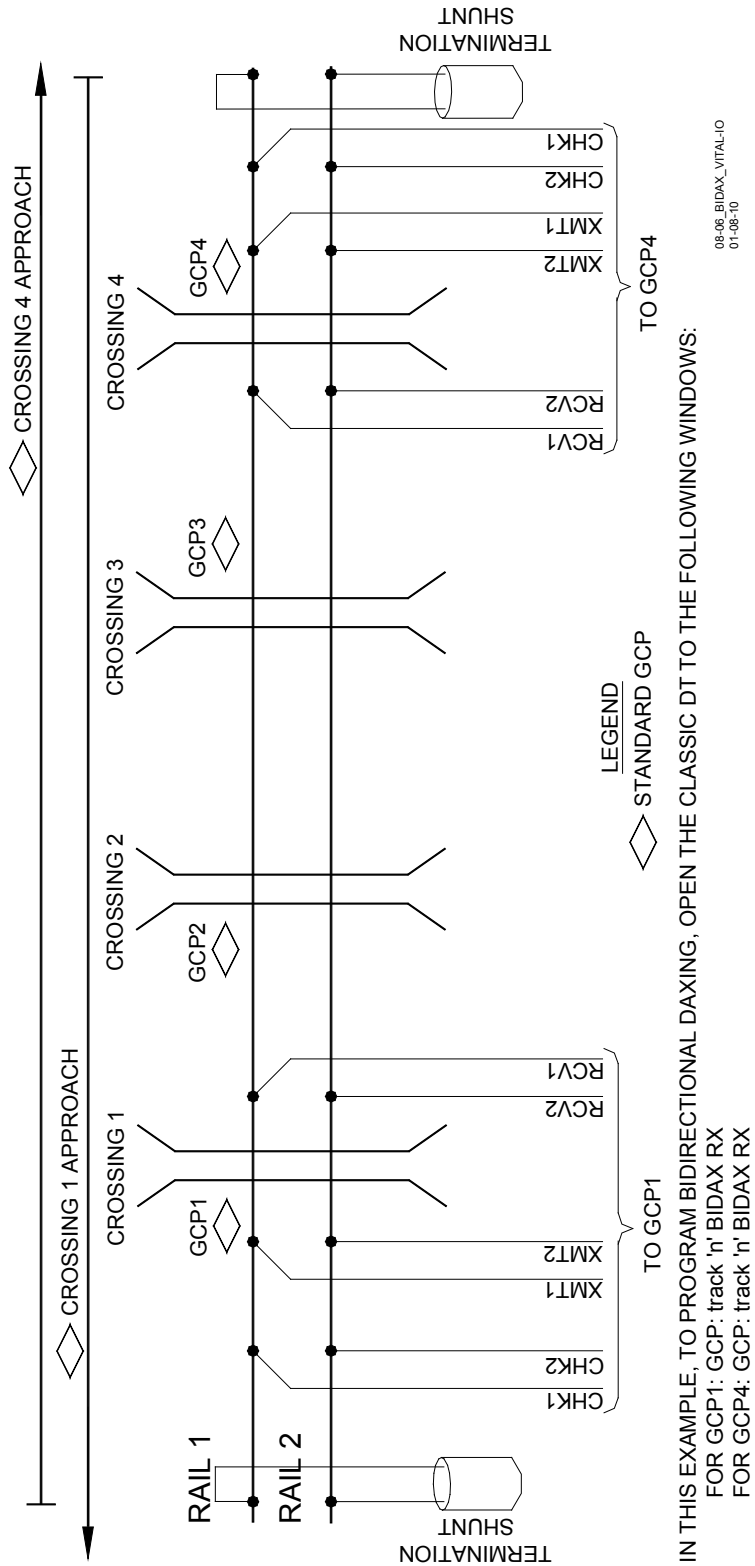 CROSSING 4 APPROACH
CROSSING 1 APPROACH
CROSSING 1
CROSSING 2
CROSSING 3
CROSSING 4
GCP1
GCP2
GCP3
GCP4
RAIL 1
RAIL 2
TERMINATION
SHUNT
CHK1
CHK2
XMT1
XMT2
RCV2
RCV1
TO GCP1
RCV1
RCV2
XMT2
XMT1
CHK2
CHK1
TO GCP4
TERMINATION
SHUNT
LEGEND
STANDARD GCP
IN THIS EXAMPLE, TO PROGRAM BIDIRECTIONAL DAXING, OPEN THE CLASSIC DT TO THE FOLLOWING WINDOWS:
FOR GCP1: GCP: track 'n' BIDAX RX
FOR GCP4: GCP: track 'n' BIDAX RX
08-06_BIDAX_VITAL-IO
01-08-10